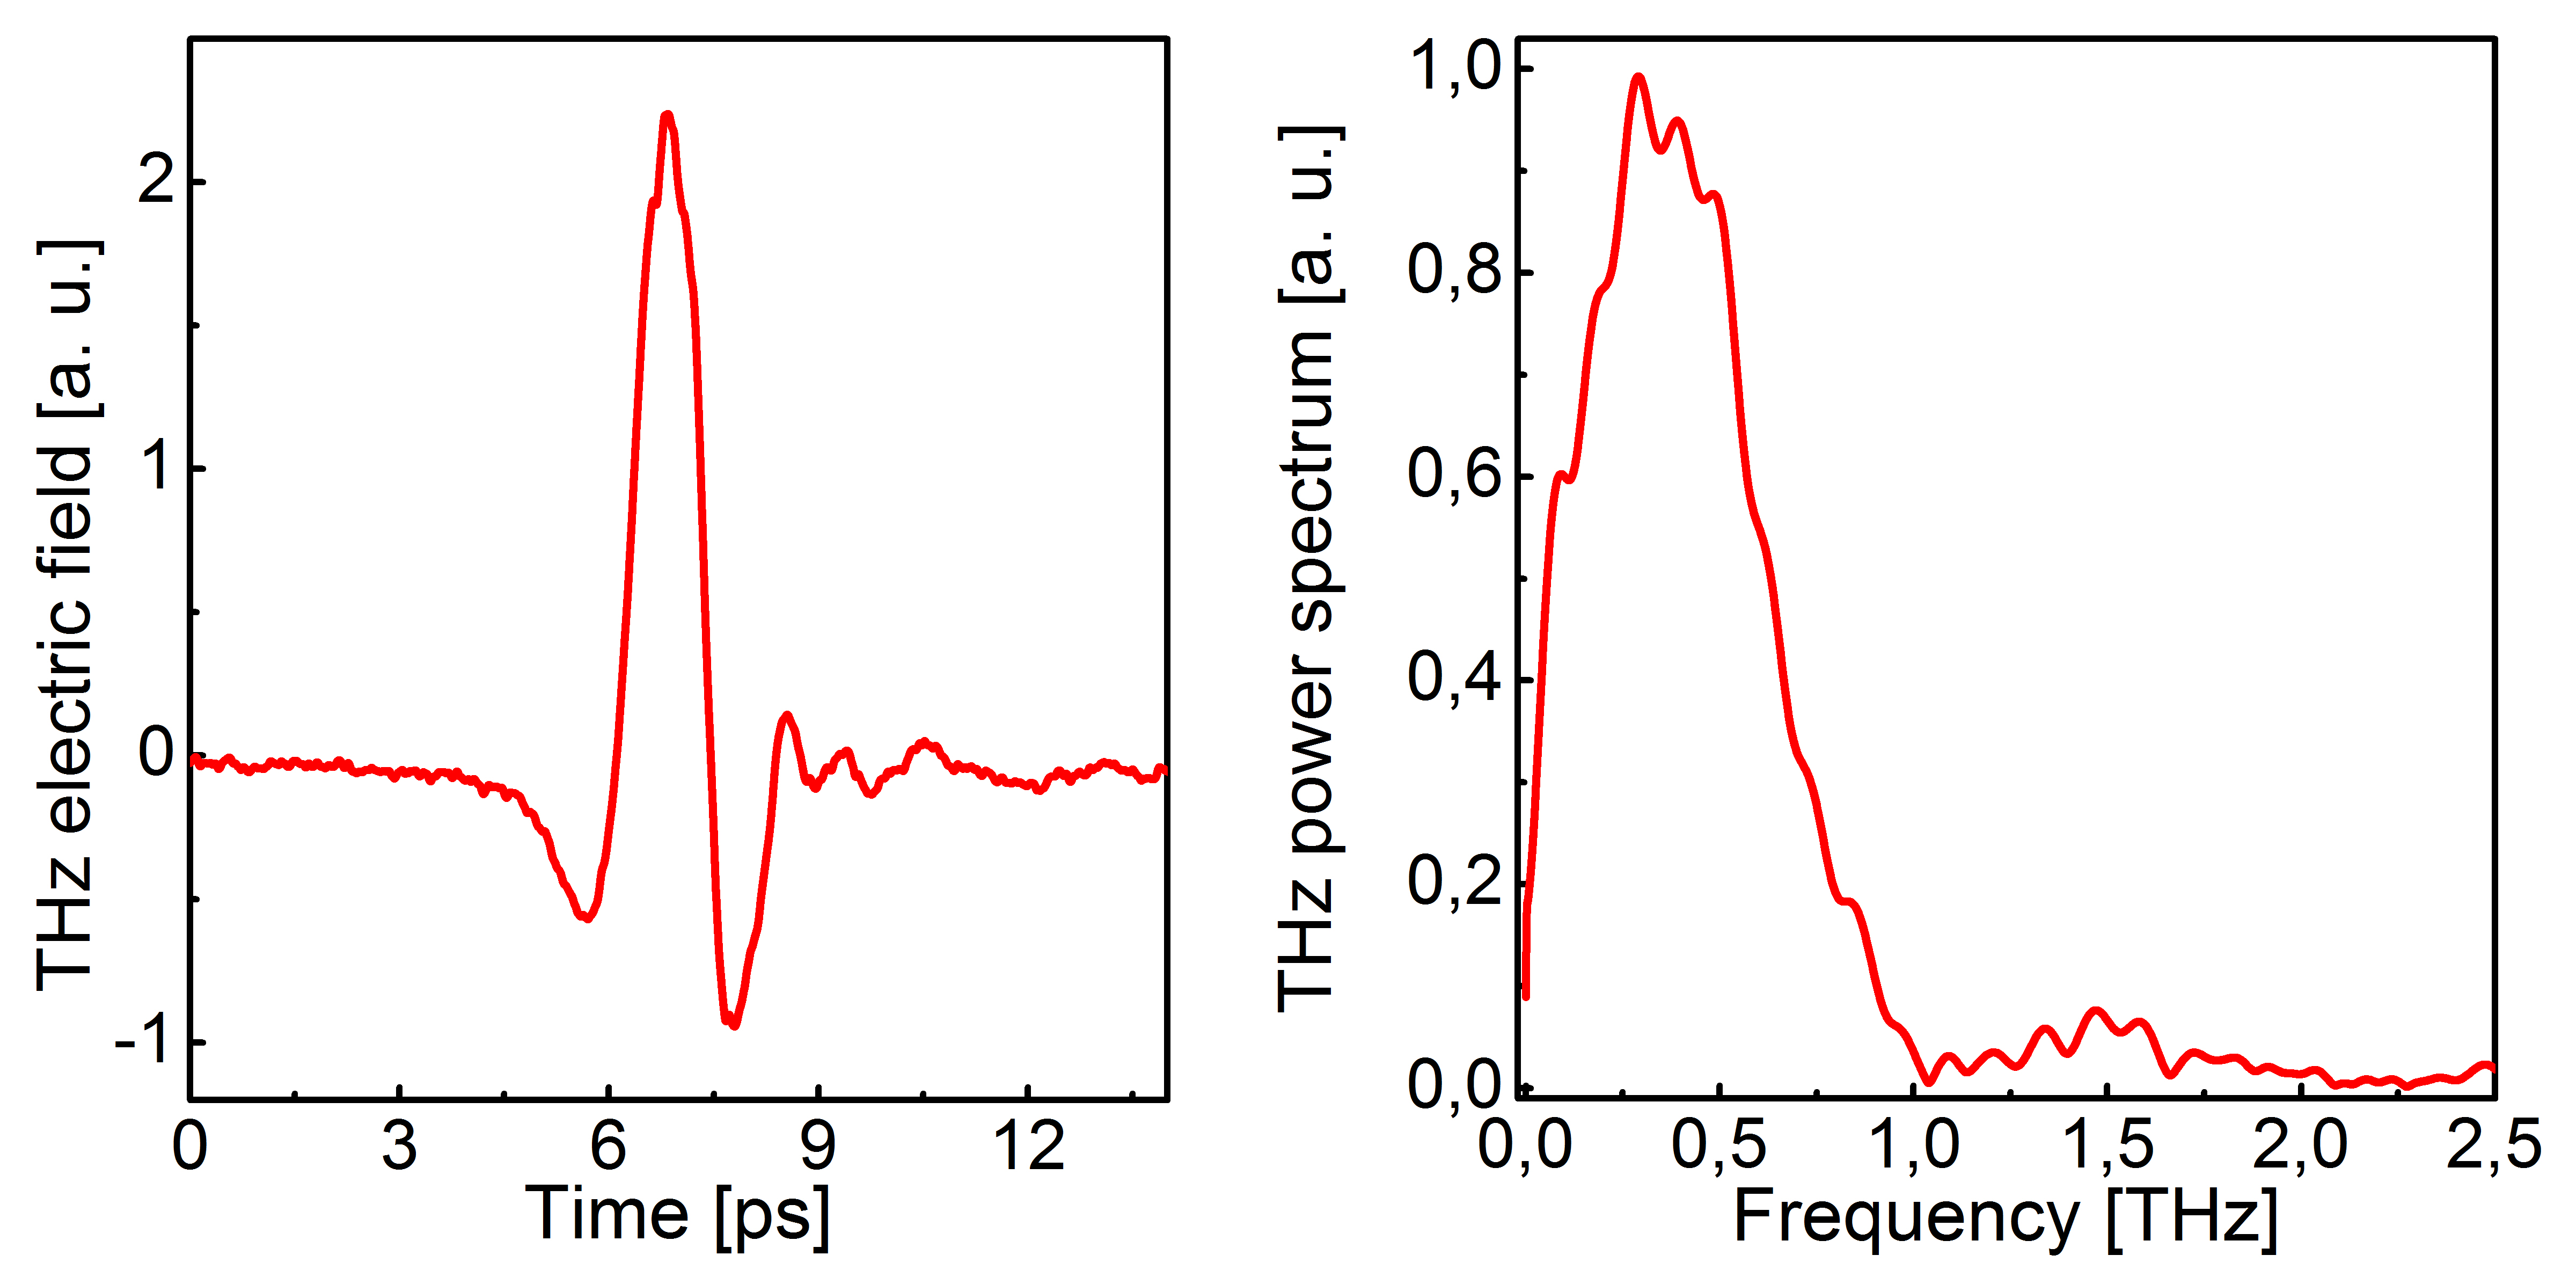 THz electric field [a. u.]
2
1
0
-1
0 3 6 9 12
Time [ps]
THz power spectrum [a. u.]
1,0
0,8
0,6
0,4
0,2
0,0
0,0 0,5 1,0 1,5 2,0 2,5
Frequency [THz]